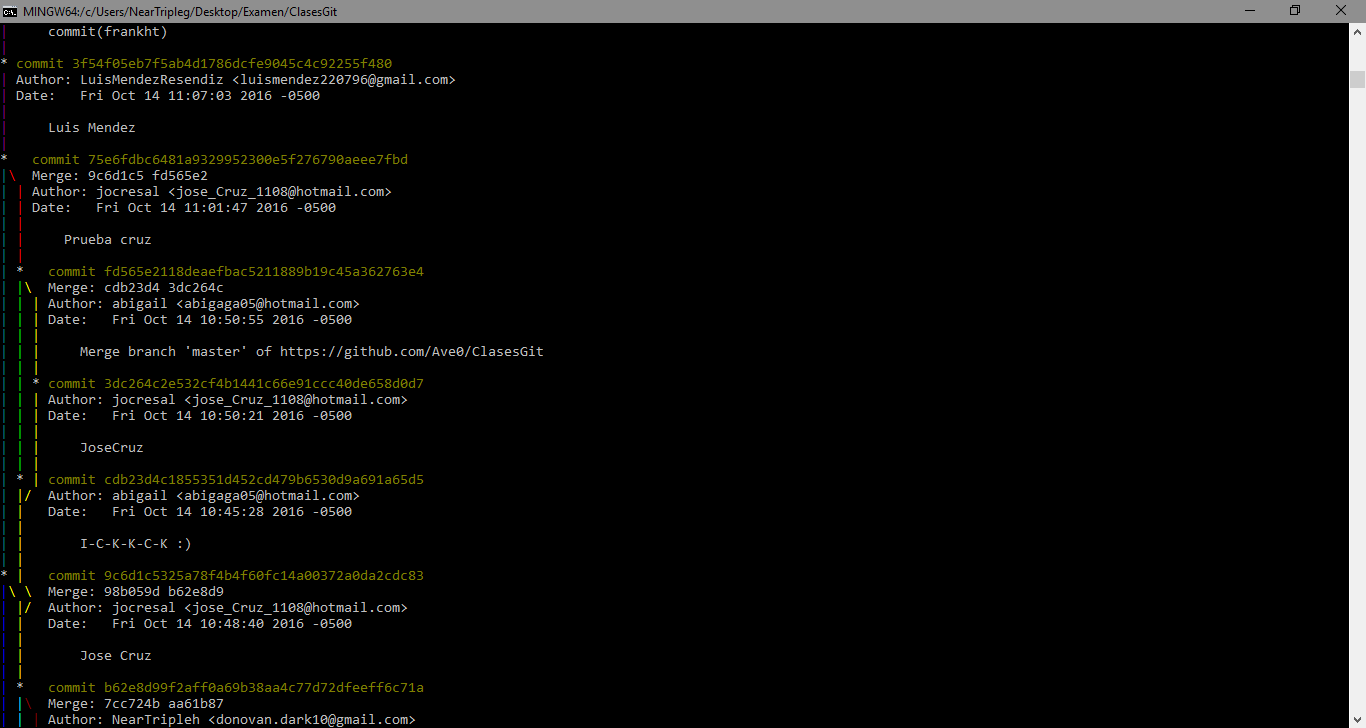 MINGW64:/c/Users/NearTripleg/Desktop/Examen/ClasesGit
commit(frankht)
* commit 3f54f05eb7f5ab4d1786dcfe9045c4c92255f480
Author: LuisMendezResendiz <luismendez220796@gmail.com>
Date:   Fri Oct 14 11:07:03 2016 -0500
Luis Mendez
*   commit 75e6fdbc6481a9329952300e5f276790aeee7fbd
|\  Merge: 9c6d1c5 fd565e2
| | Author: jocresal <jose_Cruz_1108@hotmail.com>
| | Date:   Fri Oct 14 11:01:47 2016 -0500
| |     Prueba cruz
| *   commit fd565e2118deaefbac5211889b19c45a362763e4
| |\  Merge: cdb23d4 3dc264c
| | | Author: abigail <abigaga05@hotmail.com>
| | | Date:   Fri Oct 14 10:50:55 2016 -0500
| | |     Merge branch 'master' of https://github.com/Ave0/ClasesGit
| | * commit 3dc264c2e532cf4b1441c66e91ccc40de658d0d7
| | | Author: jocresal <jose_Cruz_1108@hotmail.com>
| | | Date:   Fri Oct 14 10:50:21 2016 -0500
| | |     JoseCruz
| * | commit cdb23d4c1855351d452cd479b6530d9a691a65d5
| |/  Author: abigail <abigaga05@hotmail.com>
| |   Date:   Fri Oct 14 10:45:28 2016 -0500
| |       I-C-K-K-C-K :)
* |   commit 9c6d1c5325a78f4b4f60fc14a00372a0da2cdc83
|\ \  Merge: 98b059d b62e8d9
| |/  Author: jocresal <jose_Cruz_1108@hotmail.com>
| |   Date:   Fri Oct 14 10:48:40 2016 -0500
| |       Jose Cruz
| *   commit b62e8d99f2aff0a69b38aa4c77d72dfeeff6c71a
| |\  Merge: 7cc724b aa61b87
| | | Author: NearTripleh <donovan.dark10@gmail.com>